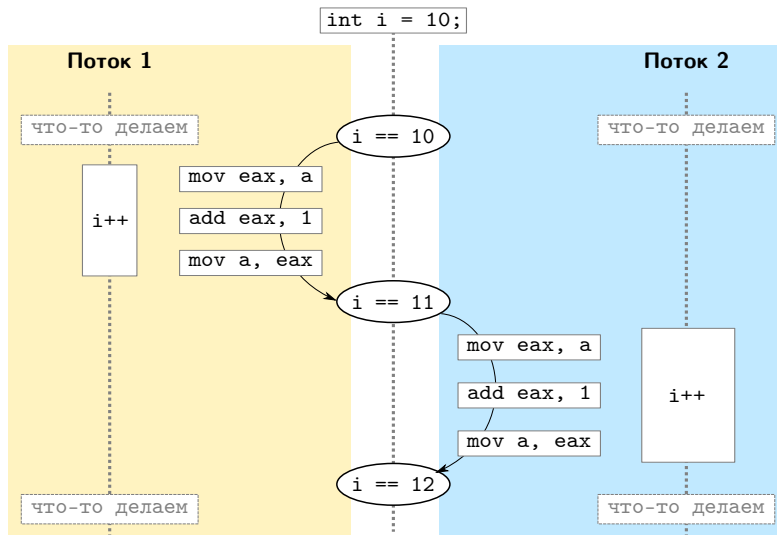 int i = 10;
Поток 1
Поток 2
что-то делаем
i == 10
что-то делаем
mov eax, a
i++
add eax, 1
mov a, eax
i == 11
mov eax, a
add eax, 1
i++
mov a, eax
i == 12
что-то делаем
что-то делаем